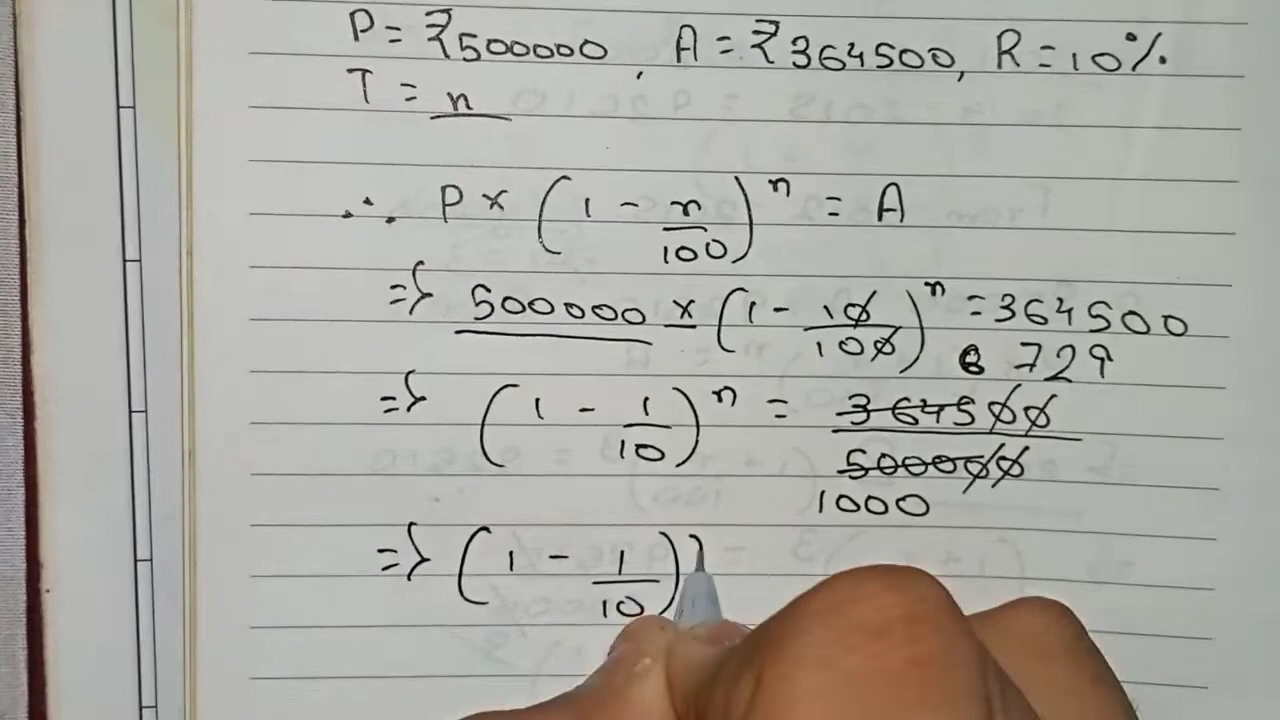 P = ₹500000, A = ₹364500, R = 10%
T = n
∴ P × (1 - r/100)^n = A
=> 500000 × (1 - 10/100)^n = 364500
729
=> (1 - 1/10)^n = 364500/500000
1000
=> (1 - 1/10)